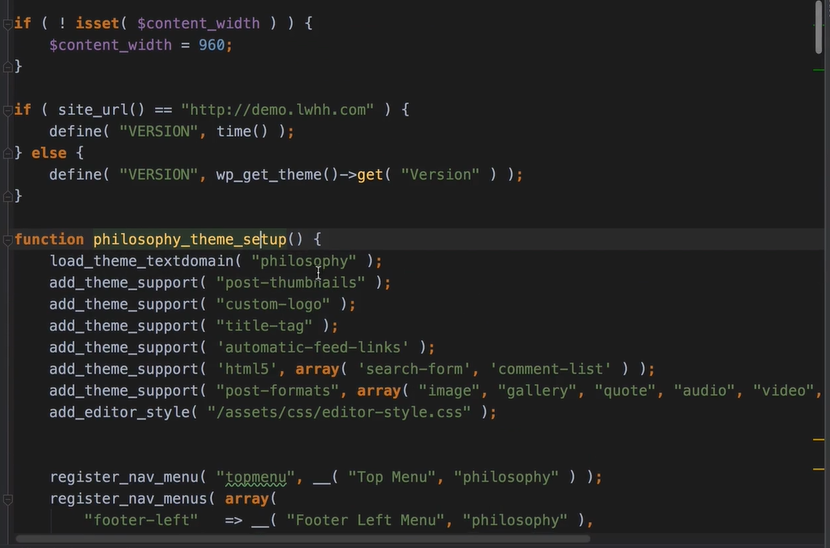 if ( ! isset( $content_width ) ) {
    $content_width = 960;
}

if ( site_url() == "http://demo.lwhh.com" ) {
    define( "VERSION", time() );
} else {
    define( "VERSION", wp_get_theme()->get( "Version" ) );
}

function philosophy_theme_setup() {
    load_theme_textdomain( "philosophy" );
    add_theme_support( "post-thumbnails" );
    add_theme_support( "custom-logo" );
    add_theme_support( "title-tag" );
    add_theme_support( 'automatic-feed-links' );
    add_theme_support( 'html5', array( 'search-form', 'comment-list' ) );
    add_theme_support( "post-formats", array( "image", "gallery", "quote", "audio", "video",
    add_editor_style( "/assets/css/editor-style.css" );

    register_nav_menu( "topmenu", __( "Top Menu", "philosophy" ) );
    register_nav_menus( array(
        "footer-left"   => __( "Footer Left Menu", "philosophy" ),